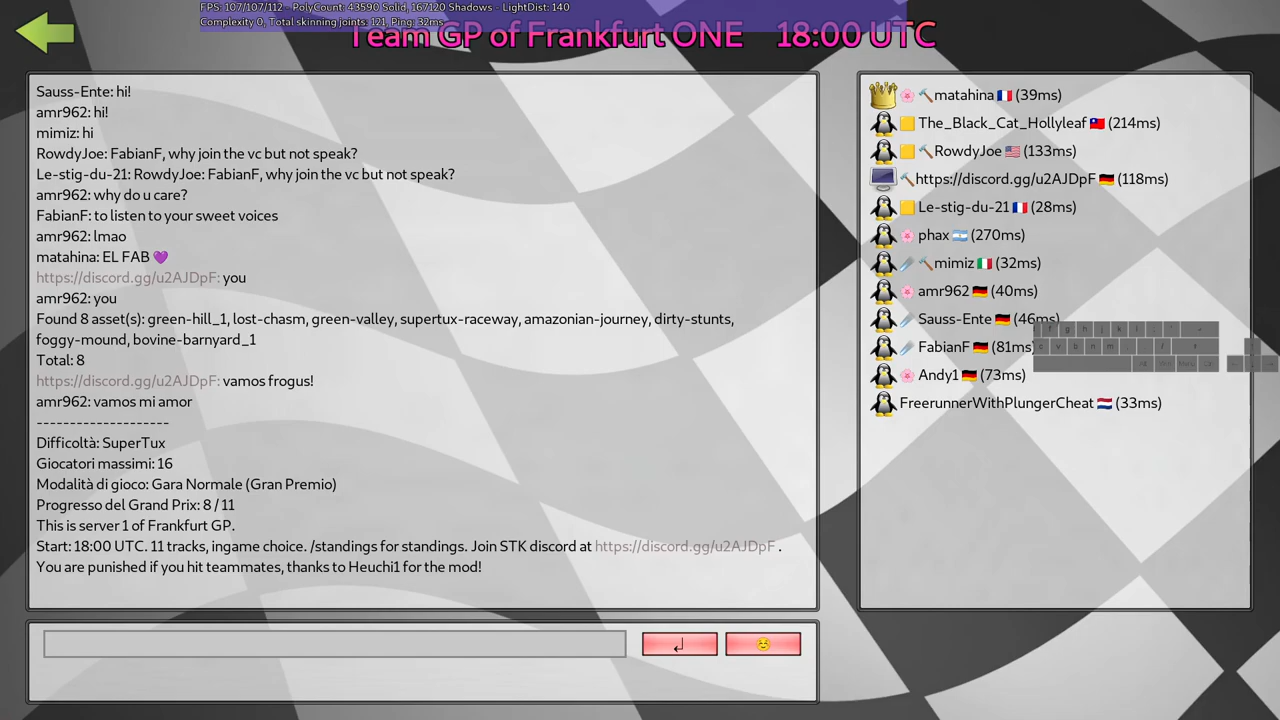 FPS: 107/107/112 - PolyCount: 43590 Solid, 167120 Shadows - LightDist: 140
Complexity 0, Total skinning joints: 121, Ping: 32ms
Team GP of Frankfurt ONE 18:00 UTC
Sauss-Ente: hi!
amr962: hi!
mimiz: hi
RowdyJoe: FabianF, why join the vc but not speak?
Le-stig-du-21: RowdyJoe: FabianF, why join the vc but not speak?
amr962: why do u care?
FabianF: to listen to your sweet voices
amr962: lmao
matahina: EL FAB 💜
https://discord.gg/u2AJDpF: you
amr962: you
Found 8 asset(s): green-hill_1, lost-chasm, green-valley, supertux-raceway, amazonian-journey, dirty-stunts,
foggy-mound, bovine-barnyard_1
Total: 8
https://discord.gg/u2AJDpF: vamos frogus!
amr962: vamos mi amor
--------------------
Difficoltà: SuperTux
Giocatori massimi: 16
Modalità di gioco: Gara Normale (Gran Premio)
Progresso del Grand Prix: 8 / 11
This is server 1 of Frankfurt GP.
Start: 18:00 UTC. 11 tracks, ingame choice. /standings for standings. Join STK discord at https://discord.gg/u2AJDpF .
You are punished if you hit teammates, thanks to Heuchi1 for the mod!
matahina (39ms)
The_Black_Cat_Hollyleaf (214ms)
RowdyJoe (133ms)
https://discord.gg/u2AJDpF (118ms)
Le-stig-du-21 (28ms)
phax (270ms)
mimiz (32ms)
amr962 (40ms)
Sauss-Ente (46ms)
FabianF (81ms)
Andy1 (73ms)
FreerunnerWithPlungerCheat (33ms)
f g h j k l
c v b n m